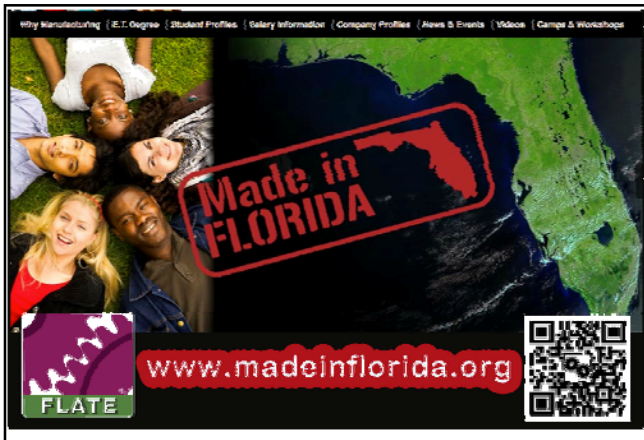 Why Manufacturing | E.T. Degree | Student Profiles | Salary Information | Company Profiles | News & Events | Videos | Camps & Workshops
Made in
FLORIDA
www.madeinflorida.org
FLATE